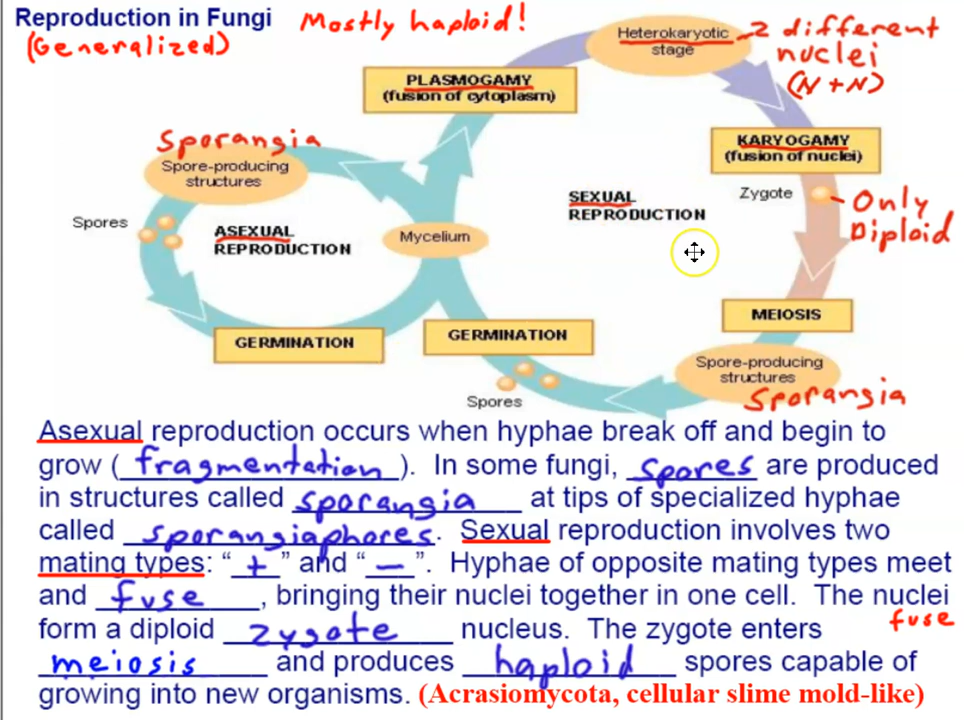 Reproduction in Fungi Mostly haploid!
(Generalized)
Heterokaryotic
stage
2 different
nuclei
(N+N)
PLASMOGAMY
(fusion of cytoplasm)
KARYOGAMY
(fusion of nuclei)
Sporangia
Spore-producing
structures
Spores
ASEXUAL
REPRODUCTION
Mycelium
SEXUAL
REPRODUCTION
Zygote
Only
Diploid
MEIOSIS
GERMINATION
GERMINATION
Spore-producing
structures
Sporangia
Spores
Asexual reproduction occurs when hyphae break off and begin to
grow (fragmentation). In some fungi, spores are produced
in structures called sporangia at tips of specialized hyphae
called sporangiaphores. Sexual reproduction involves two
mating types: “+” and “−”. Hyphae of opposite mating types meet
and fuse, bringing their nuclei together in one cell. The nuclei
fuse
form a diploid zygote nucleus. The zygote enters
meiosis and produces haploid spores capable of
growing into new organisms. (Acrasiomycota, cellular slime mold-like)